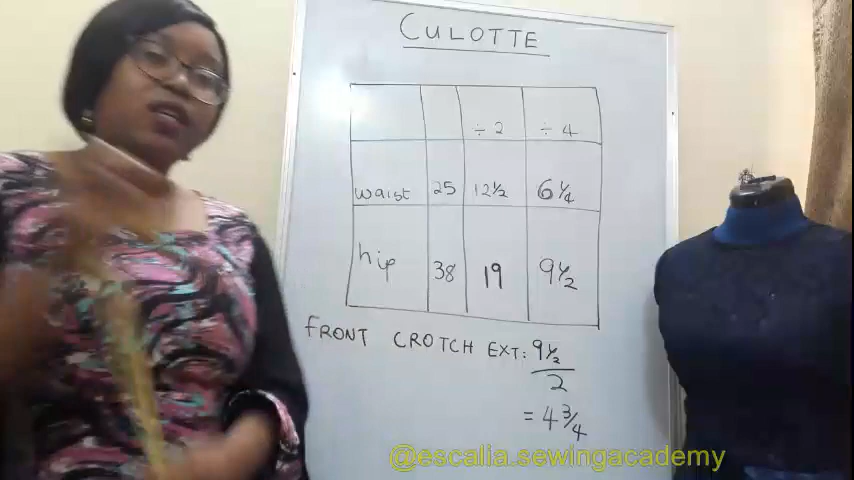 CULOTTE
÷ 2 ÷ 4
waist 25 12½ 6¼
hip 38 19 9½
FRONT CROTCH EXT: 9½
2
= 4¾
@escalia.sewingacademy